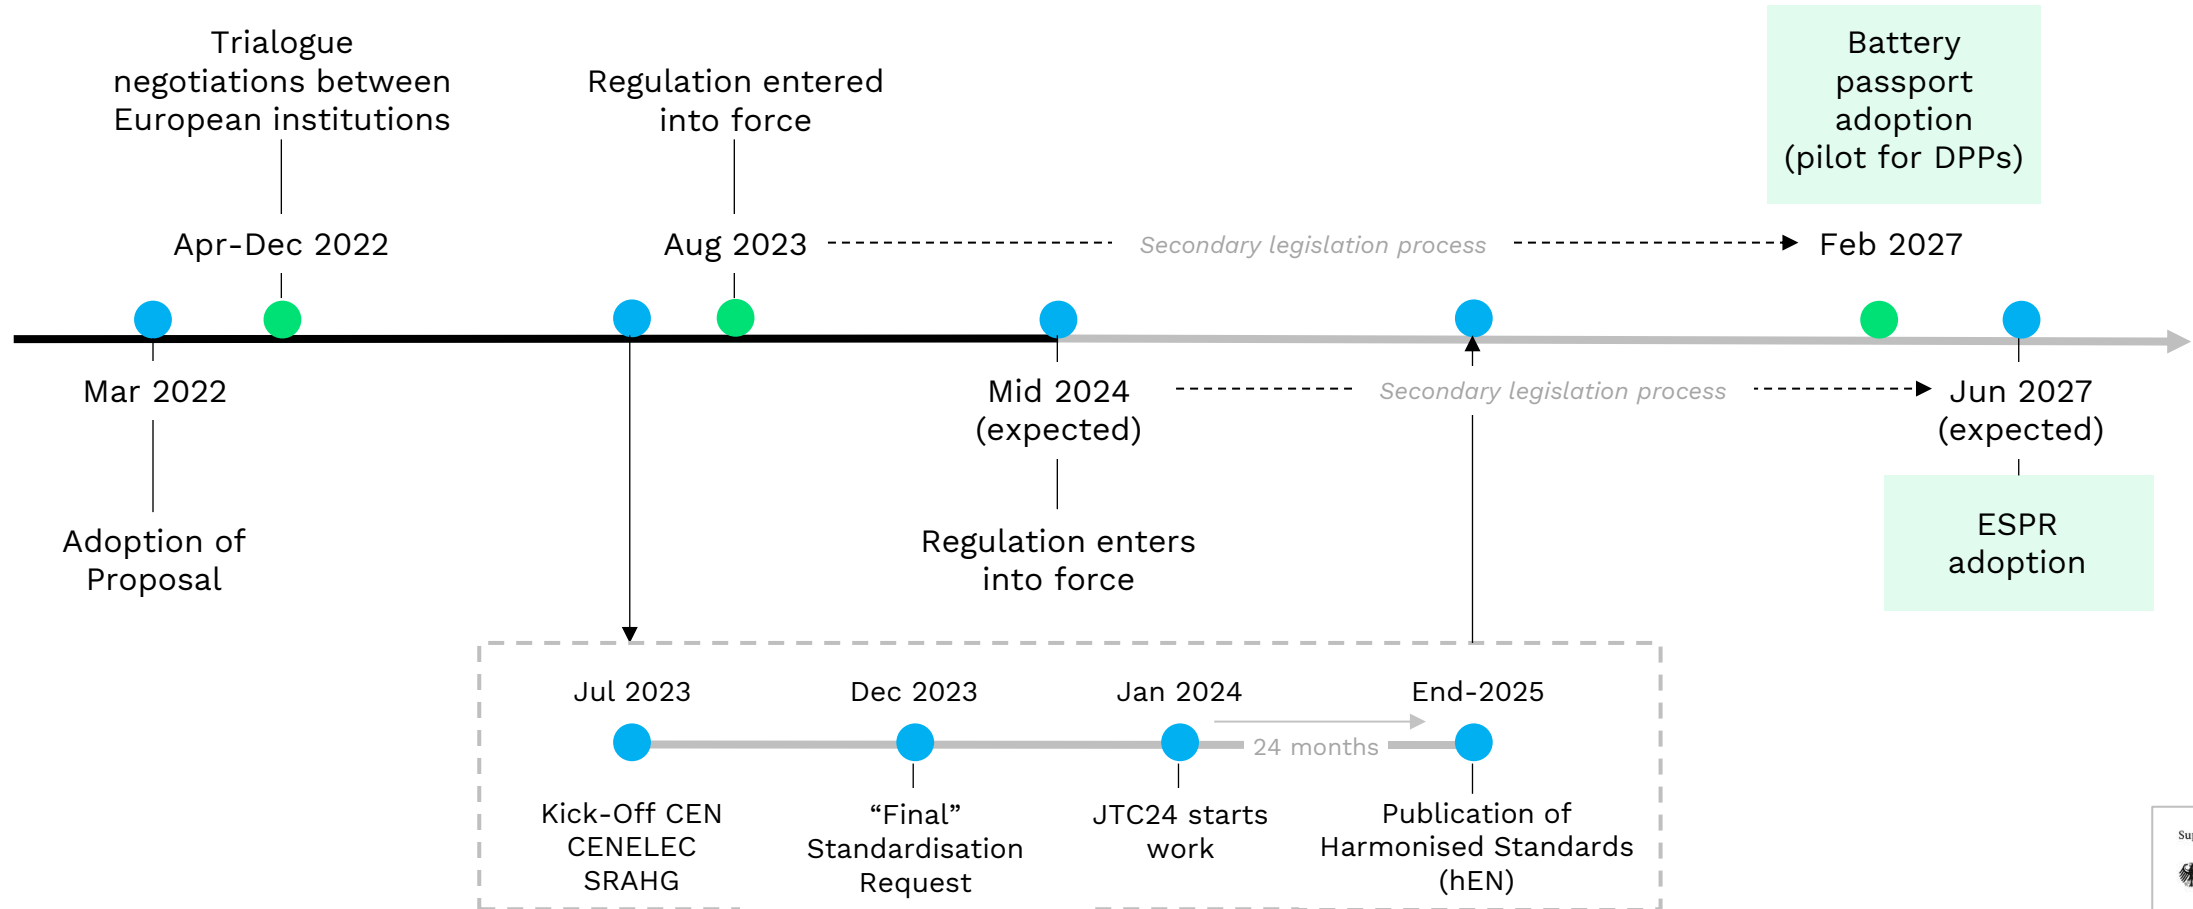 Trialogue
negotiations between
European institutions
Regulation entered
into force
Battery
passport
adoption
(pilot for DPPs)
Apr-Dec 2022
Aug 2023
Secondary legislation process
Feb 2027
Mar 2022
Mid 2024
(expected)
Secondary legislation process
Jun 2027
(expected)
Adoption of
Proposal
Regulation enters
into force
ESPR
adoption
Jul 2023
Dec 2023
Jan 2024
End-2025
24 months
Kick-Off CEN
CENELEC
SRAHG
“Final”
Standardisation
Request
JTC24 starts
work
Publication of
Harmonised Standards
(hEN)